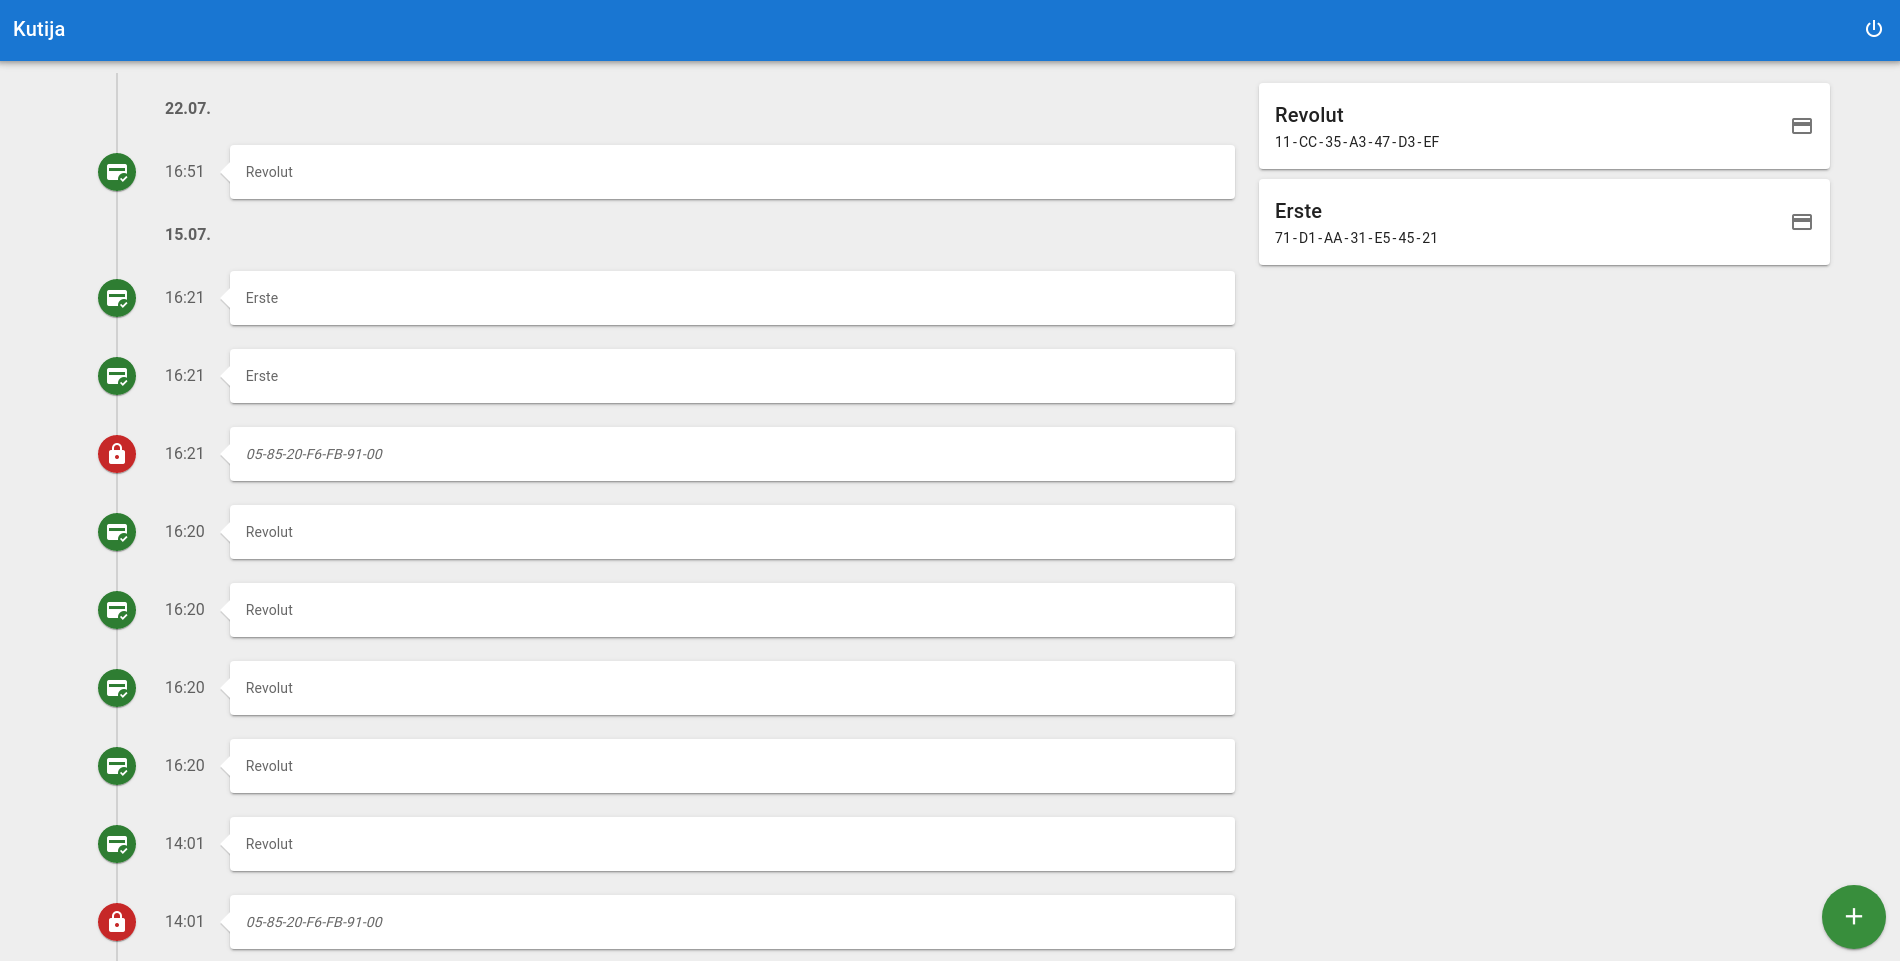 Kutija
22.07.
16:51 Revolut
15.07.
16:21 Erste
16:21 Erste
16:21 05-85-20-F6-FB-91-00
16:20 Revolut
16:20 Revolut
16:20 Revolut
16:20 Revolut
14:01 Revolut
14:01 05-85-20-F6-FB-91-00
Revolut
11-CC-35-A3-47-D3-EF
Erste
71-D1-AA-31-E5-45-21